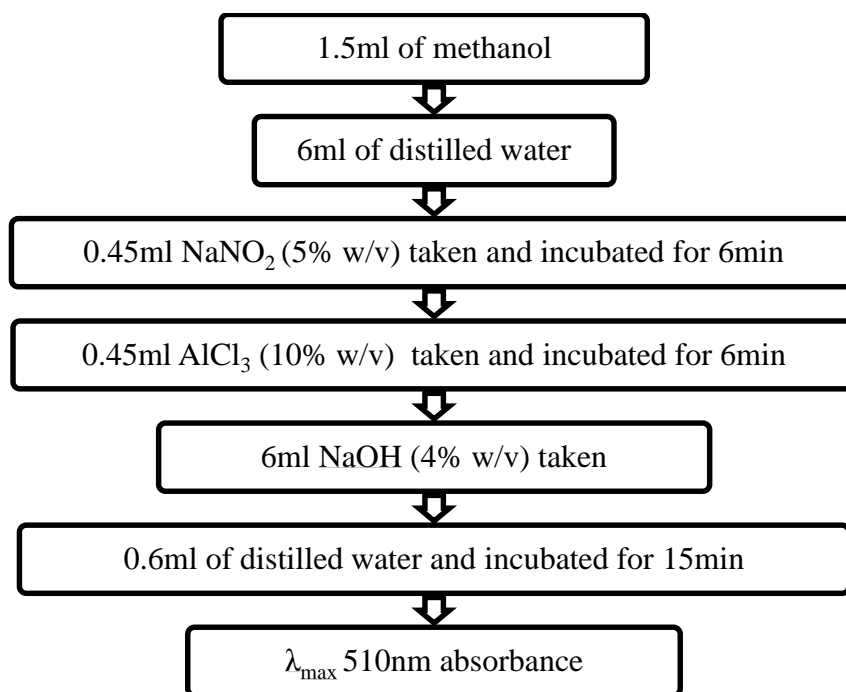 1.5ml of methanol
6ml of distilled water
0.45ml NaNO₂ (5% w/v) taken and incubated for 6min
0.45ml AlCl₃ (10% w/v) taken and incubated for 6min
6ml NaOH (4% w/v) taken
0.6ml of distilled water and incubated for 15min
λmax 510nm absorbance